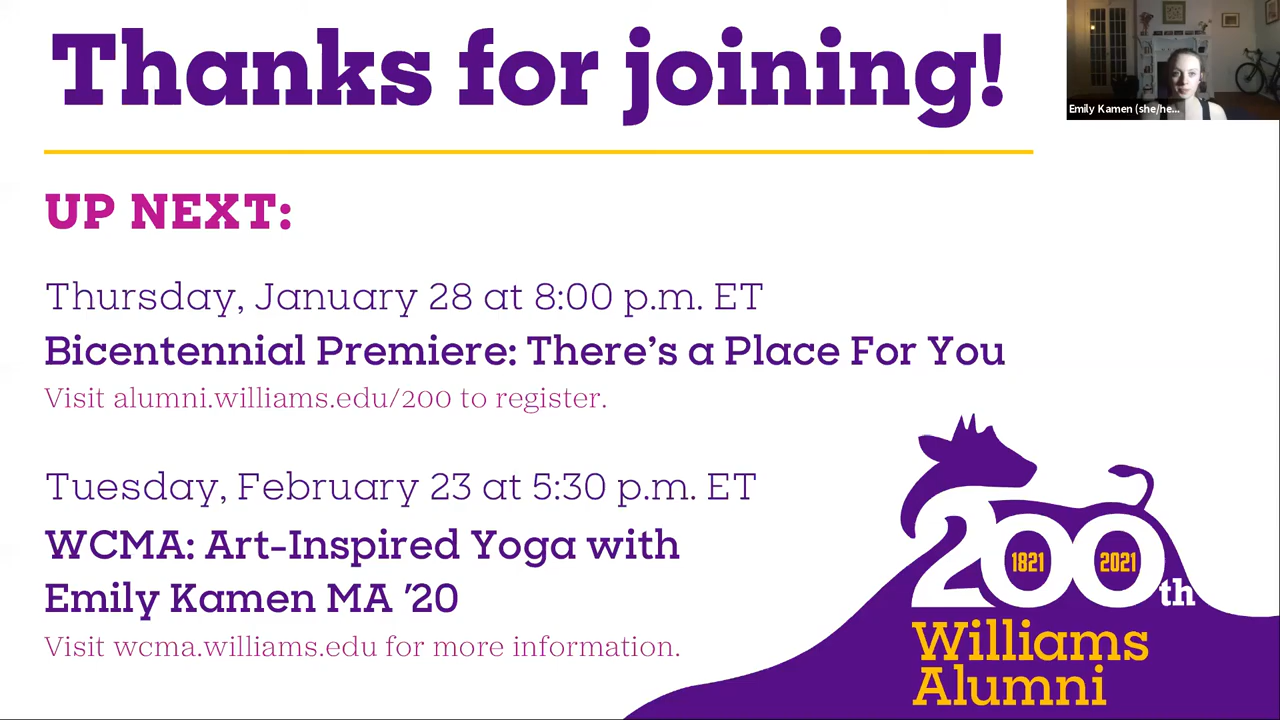 Thanks for joining!
Emily Kamen (she/he...
UP NEXT:
Thursday, January 28 at 8:00 p.m. ET
Bicentennial Premiere: There's a Place For You
Visit alumni.williams.edu/200 to register.
Tuesday, February 23 at 5:30 p.m. ET
WCMA: Art-Inspired Yoga with
Emily Kamen MA '20
Visit wcma.williams.edu for more information.
200th
1821 2021
Williams
Alumni